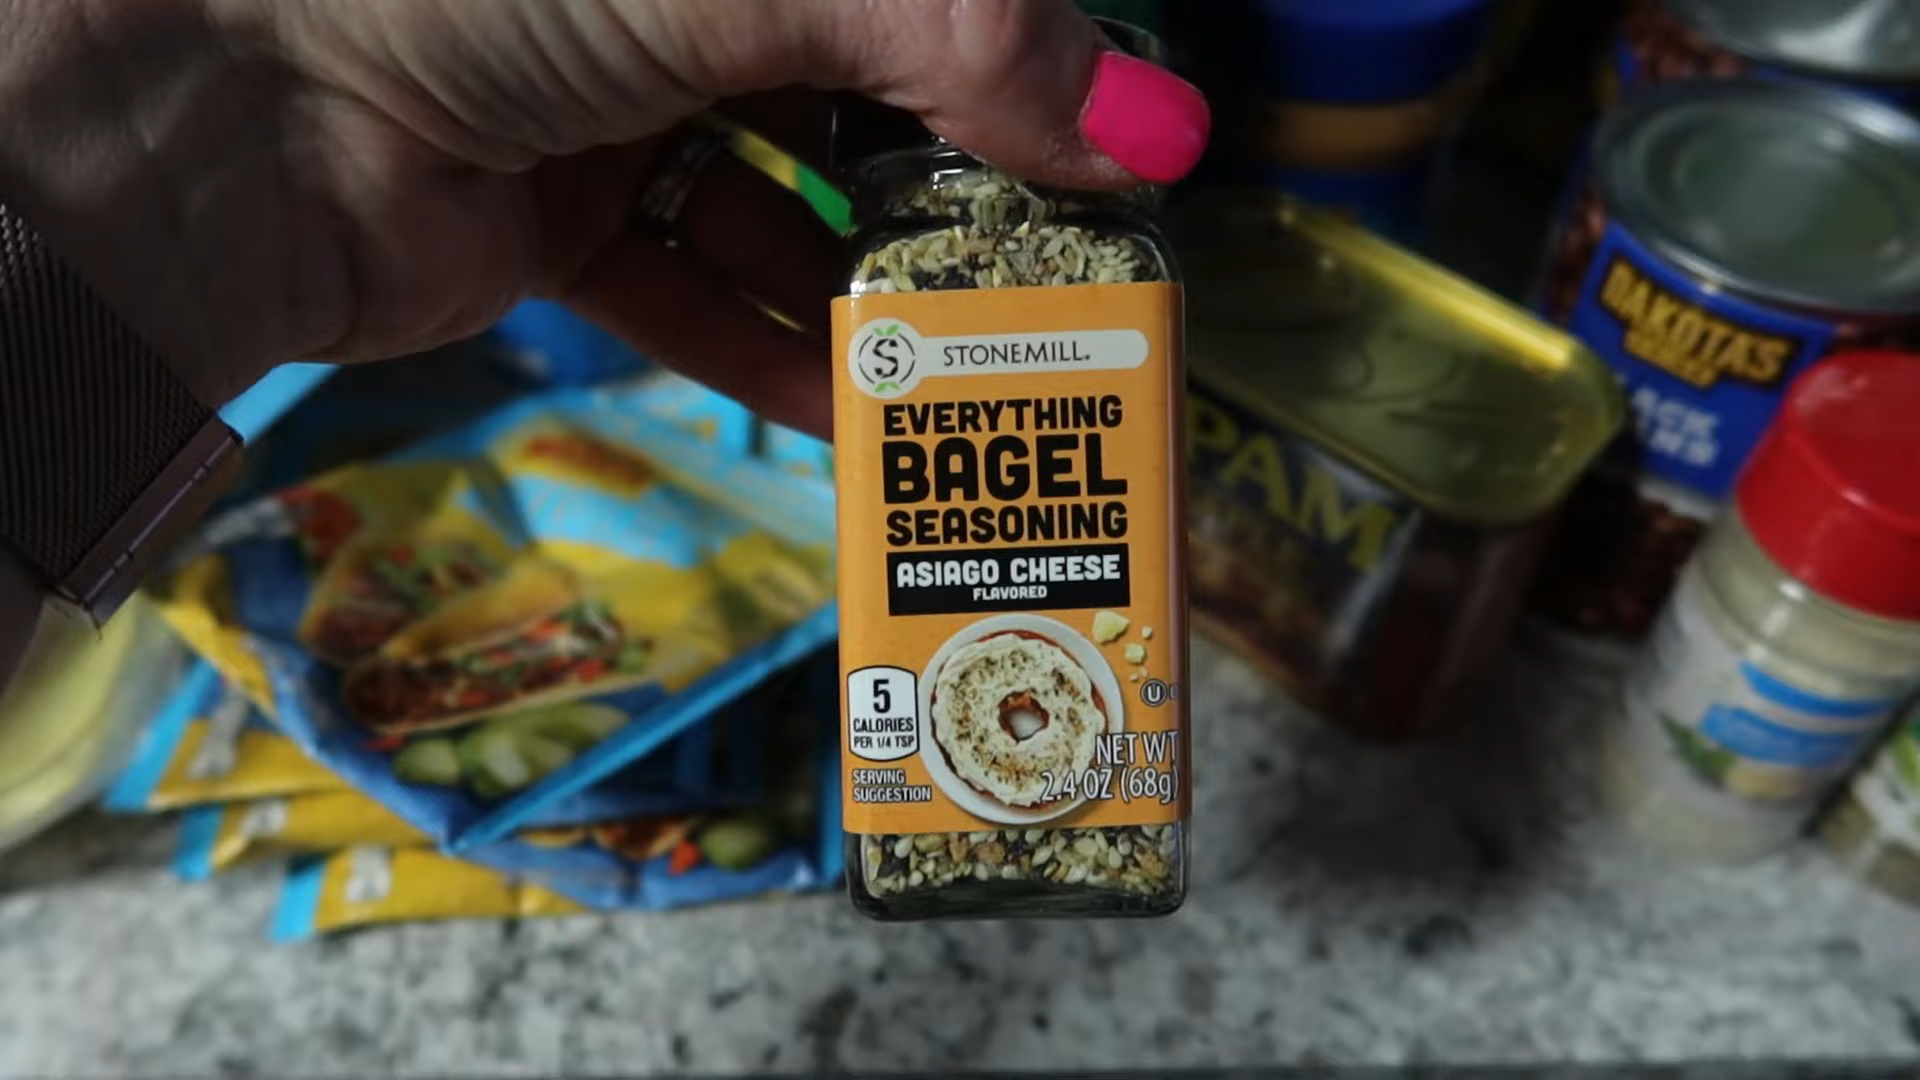 STONEMILL®
EVERYTHING
BAGEL
SEASONING
ASIAGO CHEESE
FLAVORED
5
CALORIES
PER 1/4 TSP
SERVING
SUGGESTION
U
NET WT
2.4 OZ (68g)
PAM
DAKOTA'S